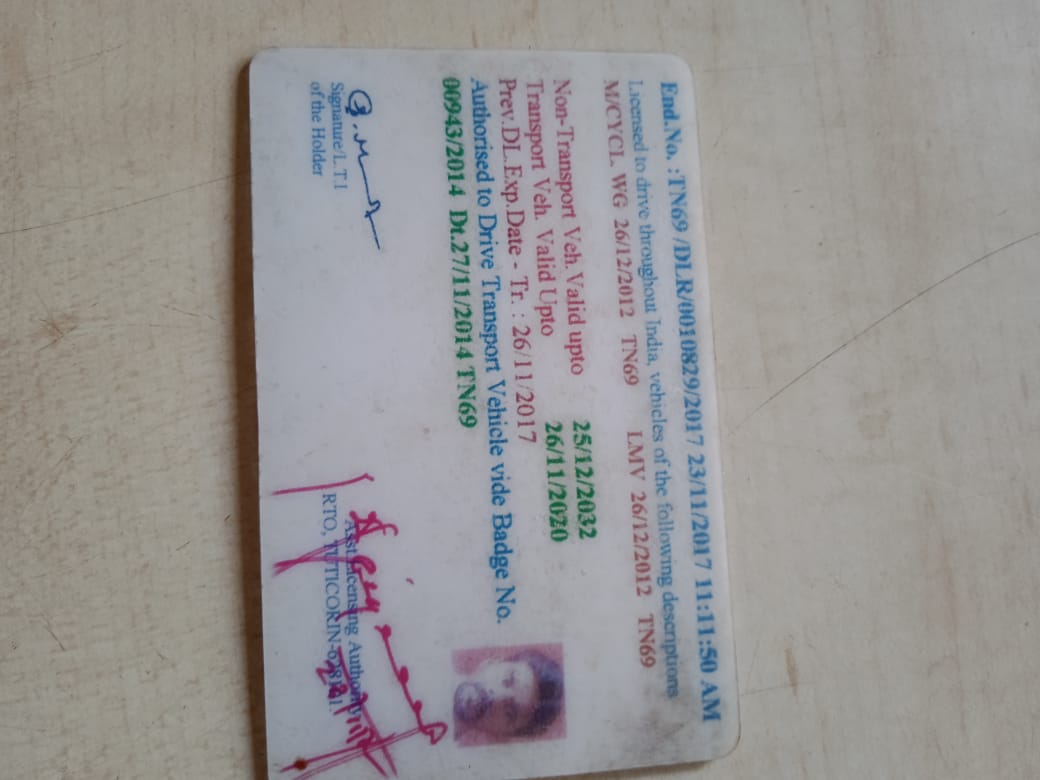 End.No. :TN69 /DLR/0010829/2017 23/11/2017 11:11:50 AM
Licensed to drive throughout India, vehicles of the following descriptions
M/CYCL. WG 26/12/2012 TN69 LMV 26/12/2012 TN69
Non-Transport Veh. Valid upto 25/12/2032
Transport Veh. Valid Upto 26/11/2020
Prev.DL.Exp.Date - Tr. : 26/11/2017
Authorised to Drive Transport Vehicle vide Badge No.
00943/2014 Dt.27/11/2014 TN69
Signature/L.T.I
of the Holder
Asst.Licensing Authority
RTO, TUTICORIN-628101.